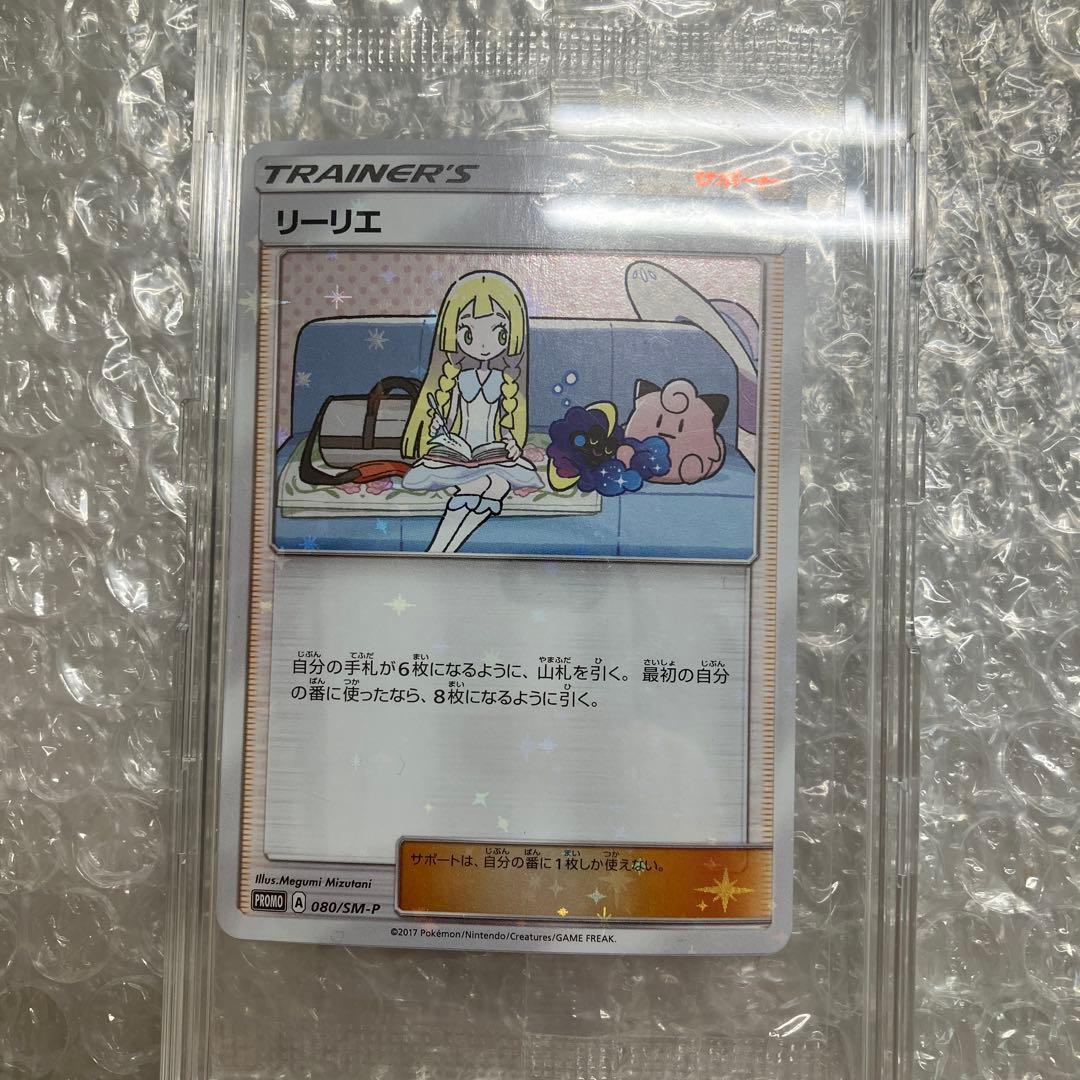 TRAINER'S
サポート
リーリエ
自分の手札が6枚になるように、山札を引く。最初の自分
の番に使ったなら、8枚になるように引く。
サポートは、自分の番に1枚しか使えない。
Illus.Megumi Mizutani
PROMO A 080/SM-P
©2017 Pokémon/Nintendo/Creatures/GAME FREAK.